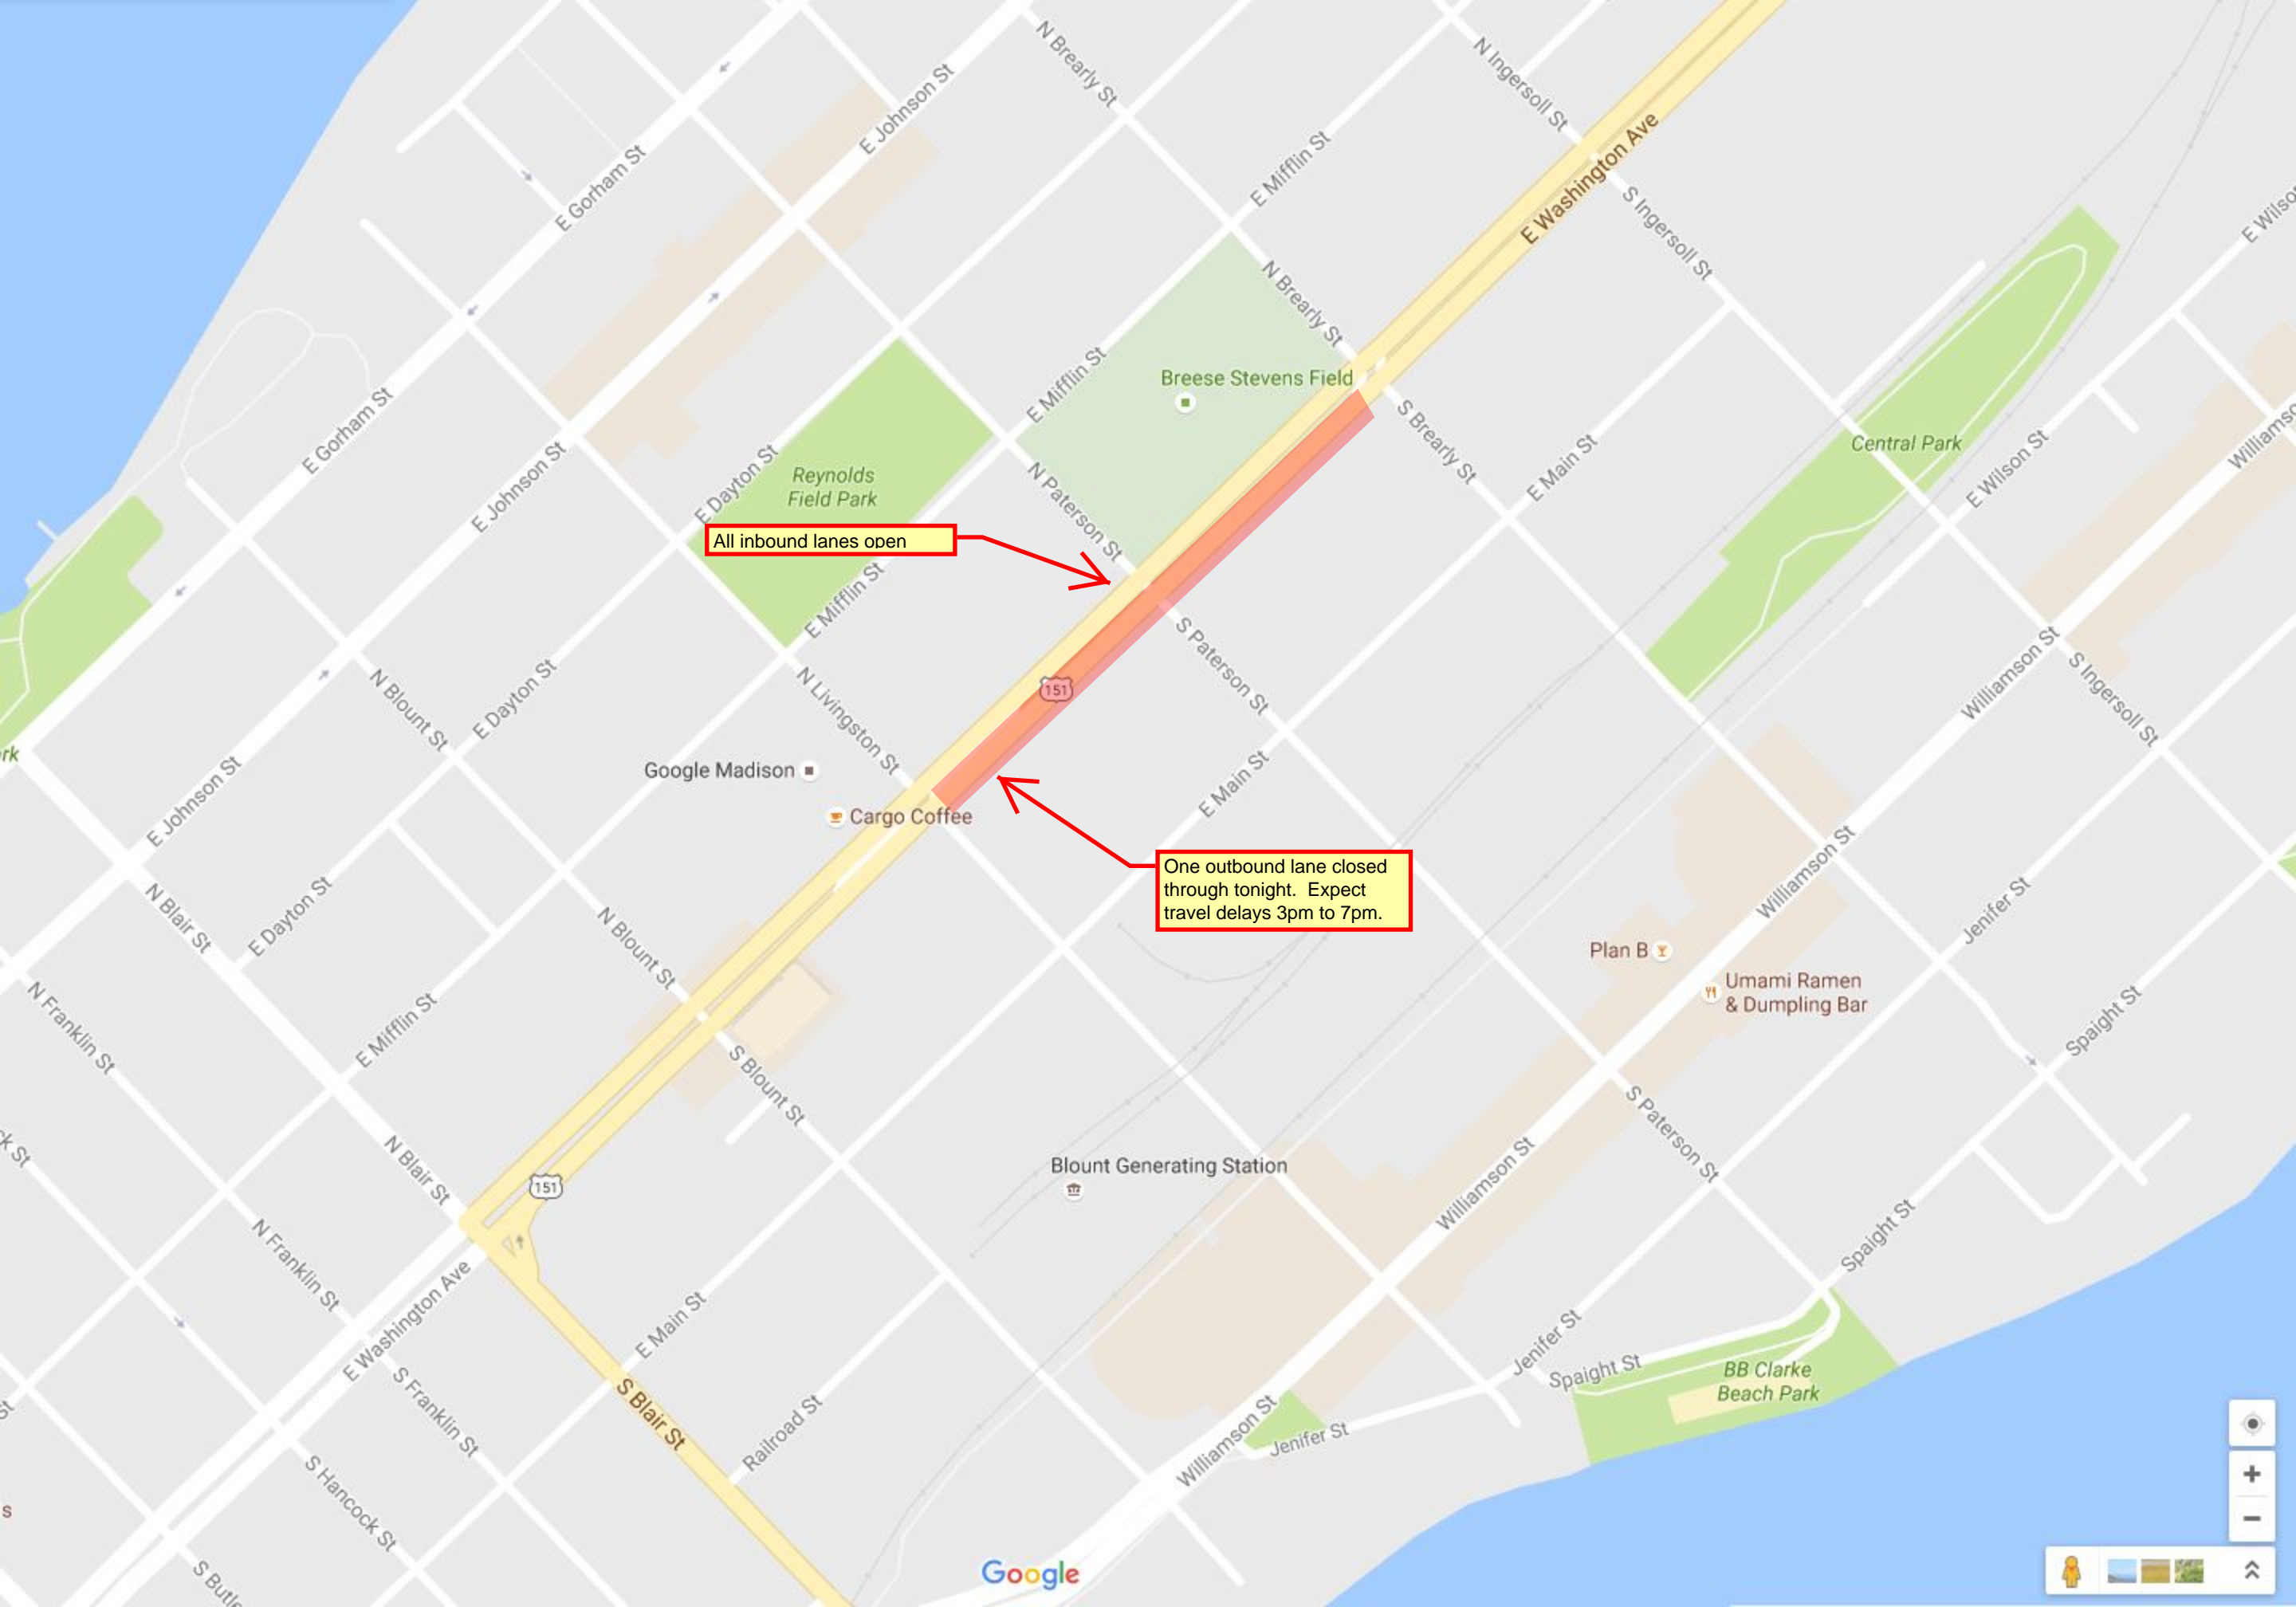 N Brearly St
N Ingersoll St
E Johnson St
E Washington Ave
E Gorham St
E Mifflin St
S Ingersoll St
E Wilso
N Brearly St
E Mifflin St
Breese Stevens Field
E Gorham St
S Brearly St
Central Park
Williamso
E Johnson St
E Dayton St
Reynolds
Field Park
N Paterson St
E Main St
E Wilson St
All inbound lanes open
E Mifflin St
S Paterson St
Williamson St
S Ingersoll St
N Blount St
E Dayton St
N Livingston St
151
rk
E Johnson St
Google Madison
Cargo Coffee
E Main St
One outbound lane closed
through tonight.  Expect
travel delays 3pm to 7pm.
Williamson St
N Blair St
E Dayton St
N Blount St
Jenifer St
Plan B
Umami Ramen
& Dumpling Bar
N Franklin St
E Mifflin St
S Blount St
Spaight St
k St
N Blair St
151
Blount Generating Station
Williamson St
S Paterson St
N Franklin St
E Washington Ave
E Main St
Spaight St
Jenifer St
Spaight St
BB Clarke
Beach Park
S Franklin St
S Blair St
Railroad St
Williamson St
Jenifer St
St
S Hancock St
s
S Butle
Google